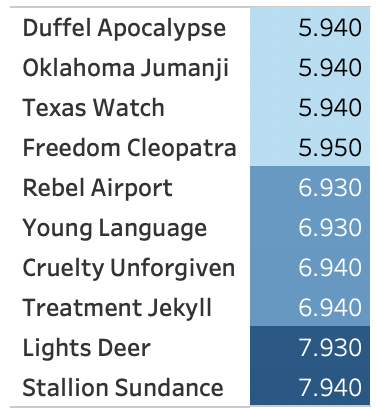 Duffel Apocalypse 5.940
Oklahoma Jumanji 5.940
Texas Watch 5.940
Freedom Cleopatra 5.950
Rebel Airport 6.930
Young Language 6.930
Cruelty Unforgiven 6.940
Treatment Jekyll 6.940
Lights Deer 7.930
Stallion Sundance 7.940